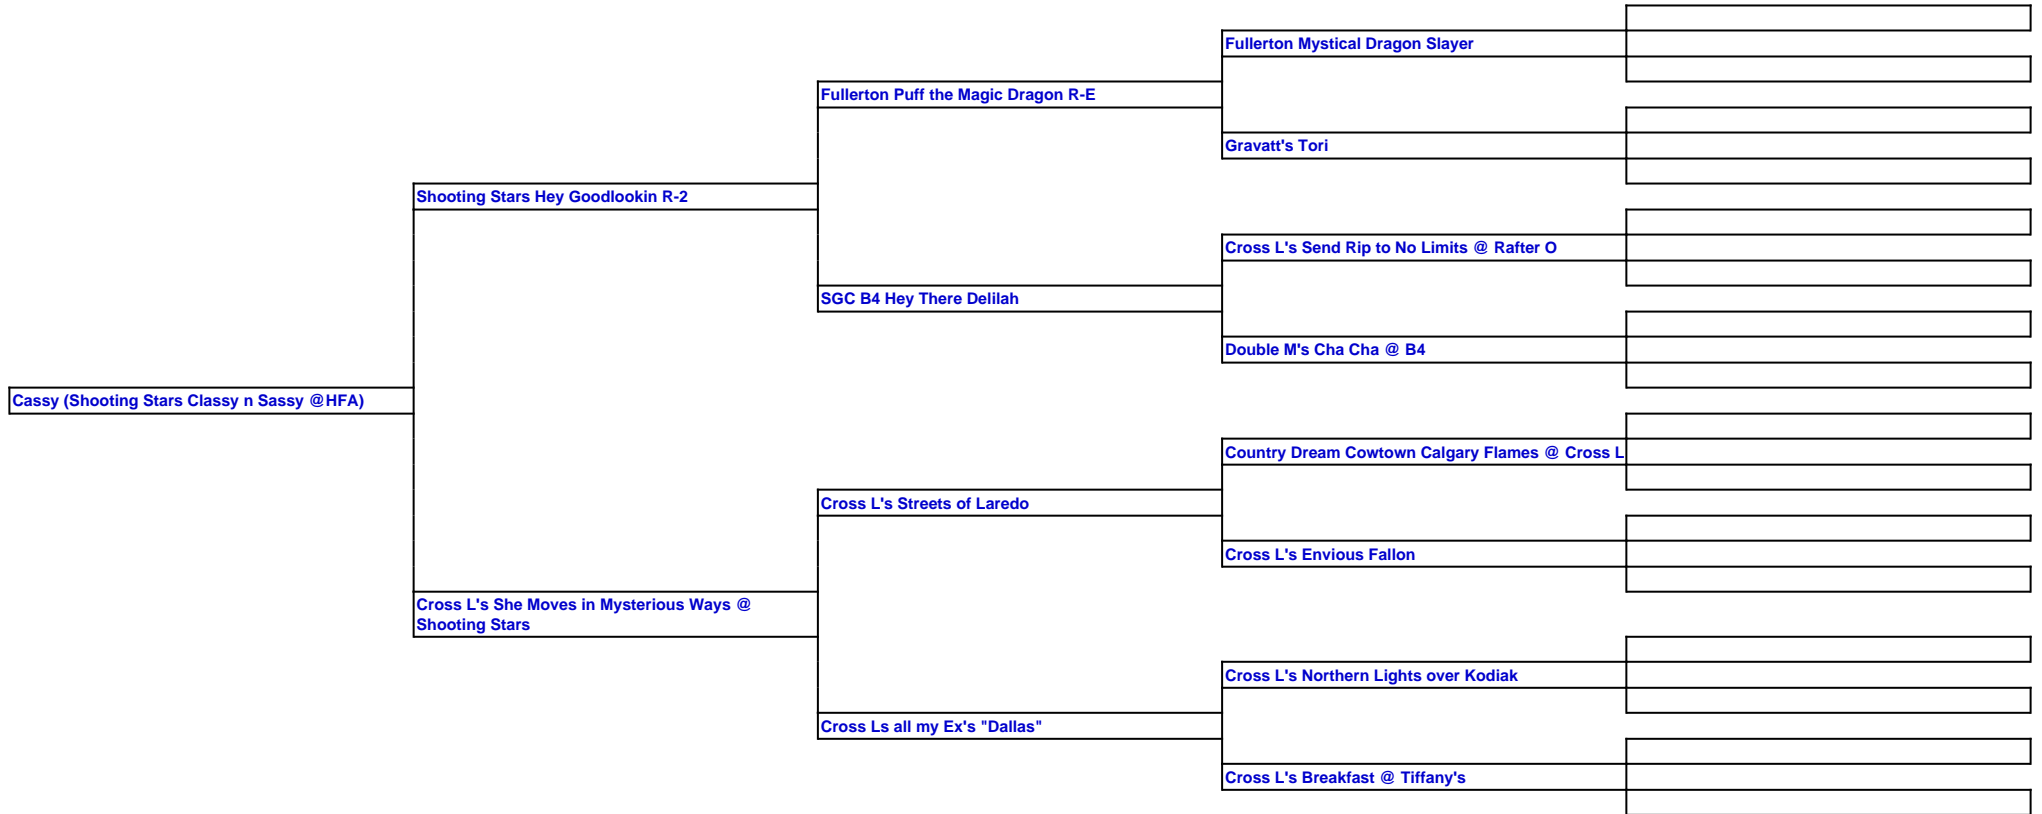 Fullerton Mystical Dragon Slayer
Fullerton Puff the Magic Dragon R-E
Gravatt's Tori
Shooting Stars Hey Goodlookin R-2
Cross L's Send Rip to No Limits @ Rafter O
SGC B4 Hey There Delilah
Double M's Cha Cha @ B4
Cassy (Shooting Stars Classy n Sassy @HFA)
Country Dream Cowtown Calgary Flames @ Cross L
Cross L's Streets of Laredo
Cross L's Envious Fallon
Cross L's She Moves in Mysterious Ways @
Shooting Stars
Cross L's Northern Lights over Kodiak
Cross Ls all my Ex's "Dallas"
Cross L's Breakfast @ Tiffany's